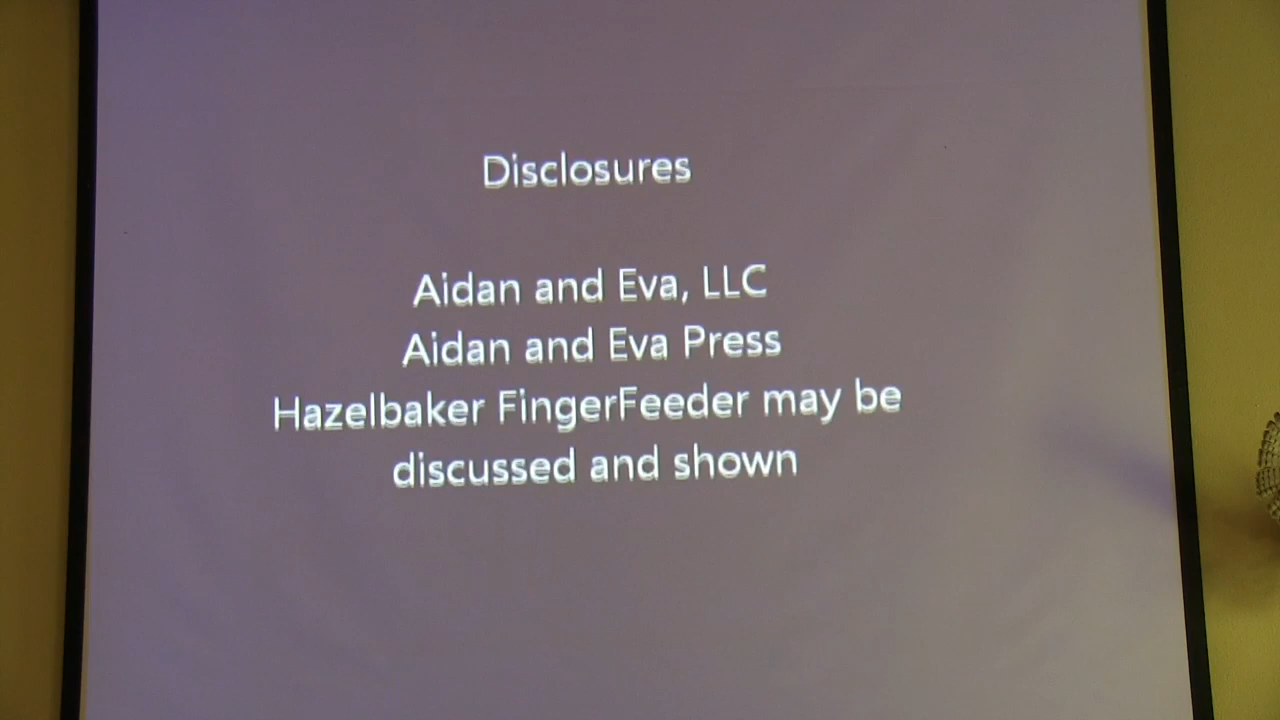 Disclosures
Aidan and Eva, LLC
Aidan and Eva Press
Hazelbaker FingerFeeder may be
discussed and shown